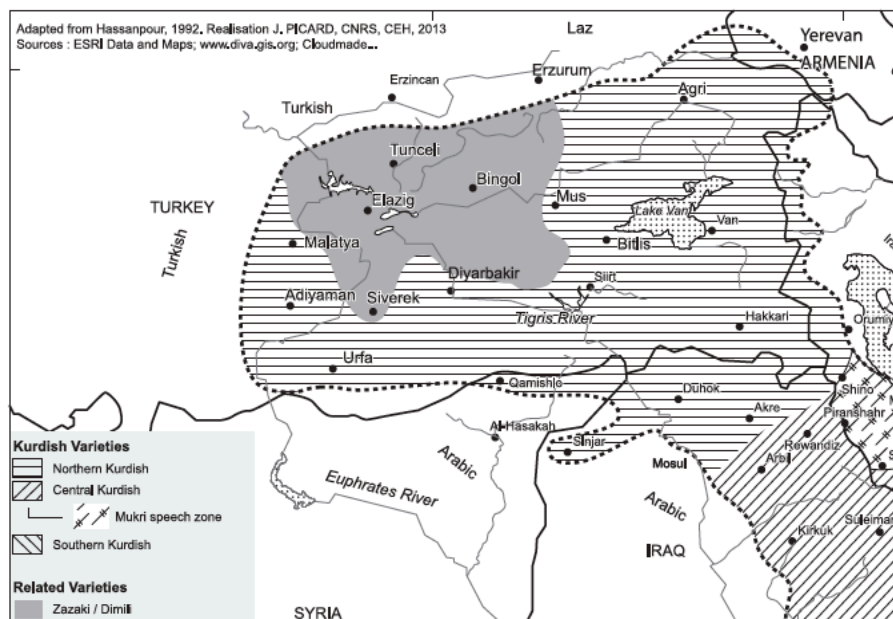 Adapted from Hassanpour, 1992. Realisation J. PICARD, CNRS, CEH, 2013
Sources : ESRI Data and Maps; www.diva.gis.org; Cloudmade...
Laz
Yerevan
ARMENIA
Erzincan
Erzurum
Agri
Turkish
Tunceli
Bingol
Elazig
Mus
Lake Van
Van
TURKEY
Turkish
Malatya
Bitlis
Diyarbakir
Siirt
Adiyaman
Siverek
Tigris River
Hakkari
Orumiy
Urfa
Qamishlo
Duhok
Shino
Akre
Piranshahr
Al-Hasakah
Sinjar
Rewandiz
Arbil
Mosul
Arabic
Euphrates River
Arabic
Kirkuk
Suleiman
IRAQ
SYRIA
Kurdish Varieties
Northern Kurdish
Central Kurdish
Mukri speech zone
Southern Kurdish
Related Varieties
Zazaki / Dimili